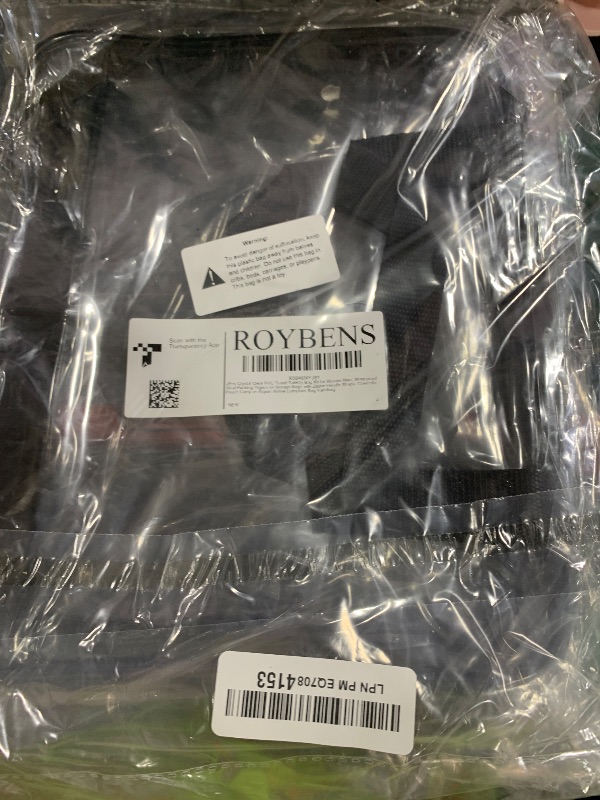 Warning:
To avoid danger of suffocation, keep
this plastic bag away from babies
and children. Do not use this bag in
cribs, beds, carriages, or playpens.
This bag is not a toy.
Scan with the
Transparency App
ROYBENS
NEW
LPN PM EQ7084153